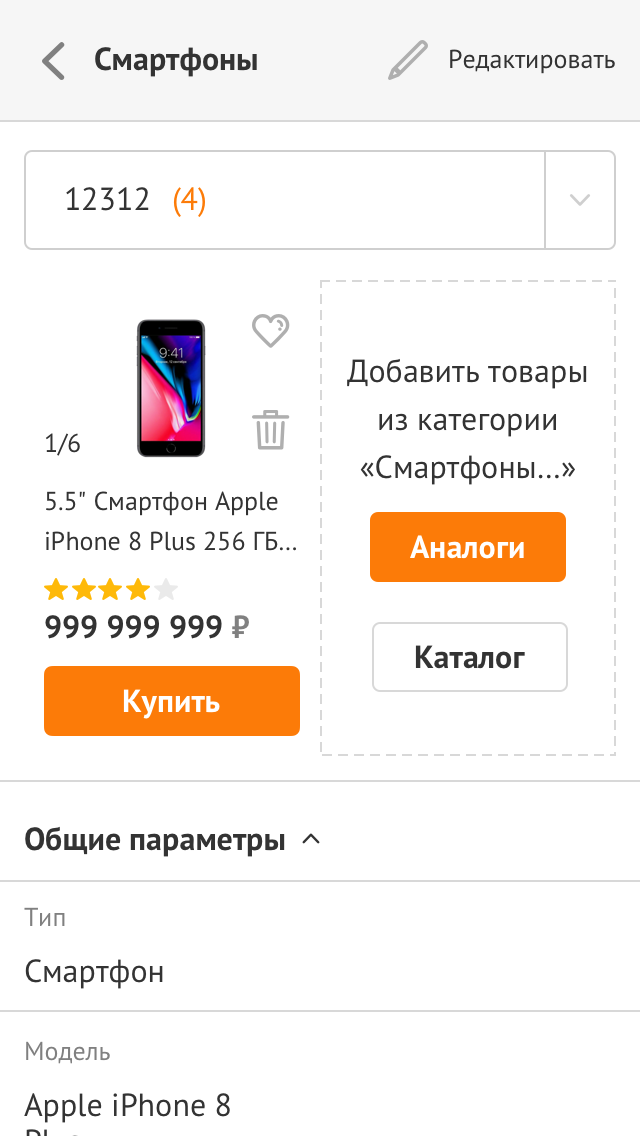 Смартфоны
Редактировать
12312 (4)
9:41
1/6
5.5" Смартфон Apple
iPhone 8 Plus 256 ГБ...
999 999 999 ₽
Купить
Добавить товары
из категории
«Смартфоны...»
Аналоги
Каталог
Общие параметры
Тип
Смартфон
Модель
Apple iPhone 8
Plus